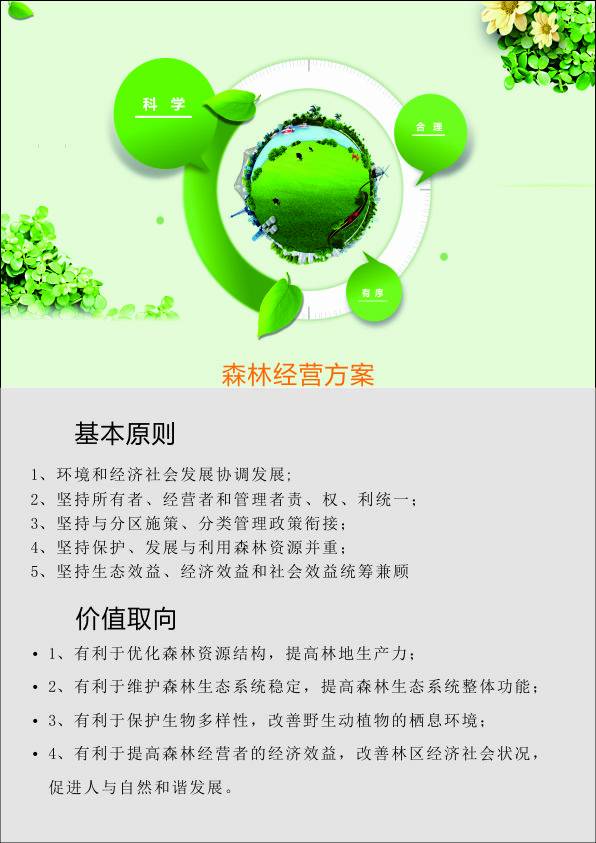 科 学
合 理
有 序
森林经营方案
基本原则
1、环境和经济社会发展协调发展;
2、坚持所有者、经营者和管理者责、权、利统一；
3、坚持与分区施策、分类管理政策衔接；
4、坚持保护、发展与利用森林资源并重；
5、坚持生态效益、经济效益和社会效益统筹兼顾
价值取向
• 1、有利于优化森林资源结构，提高林地生产力；
• 2、有利于维护森林生态系统稳定，提高森林生态系统整体功能；
• 3、有利于保护生物多样性，改善野生动植物的栖息环境；
• 4、有利于提高森林经营者的经济效益，改善林区经济社会状况，
促进人与自然和谐发展。